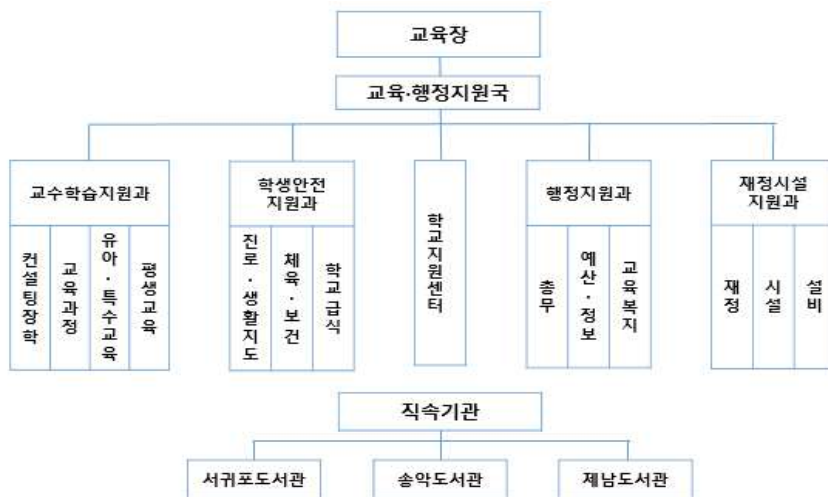 교육장
교육·행정지원국
교수학습지원과
컨설팅장학
교육과정
유아·특수교육
평생교육
학생안전
지원과
진로·생활지도
체육·보건
학교급식
학교지원센터
행정지원과
총무
예산·정보
교육복지
재정시설
지원과
재정
시설
설비
직속기관
서귀포도서관
송악도서관
제남도서관